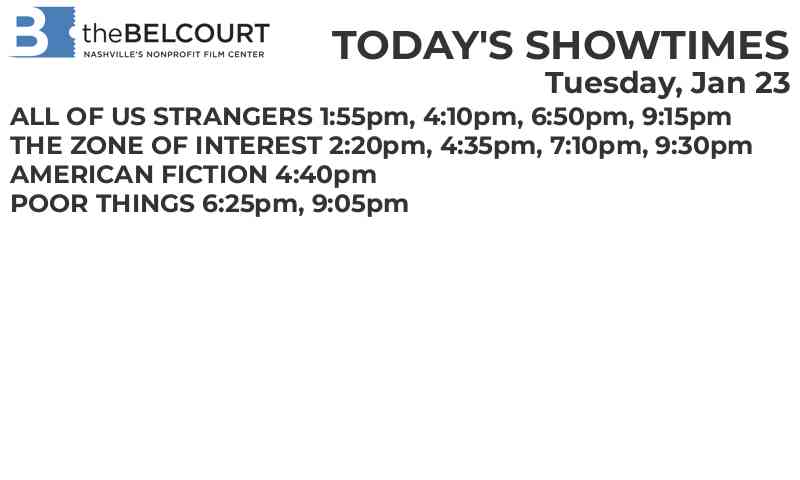 B theBELCOURT
NASHVILLE'S NONPROFIT FILM CENTER
TODAY'S SHOWTIMES
Tuesday, Jan 23
ALL OF US STRANGERS 1:55pm, 4:10pm, 6:50pm, 9:15pm
THE ZONE OF INTEREST 2:20pm, 4:35pm, 7:10pm, 9:30pm
AMERICAN FICTION 4:40pm
POOR THINGS 6:25pm, 9:05pm